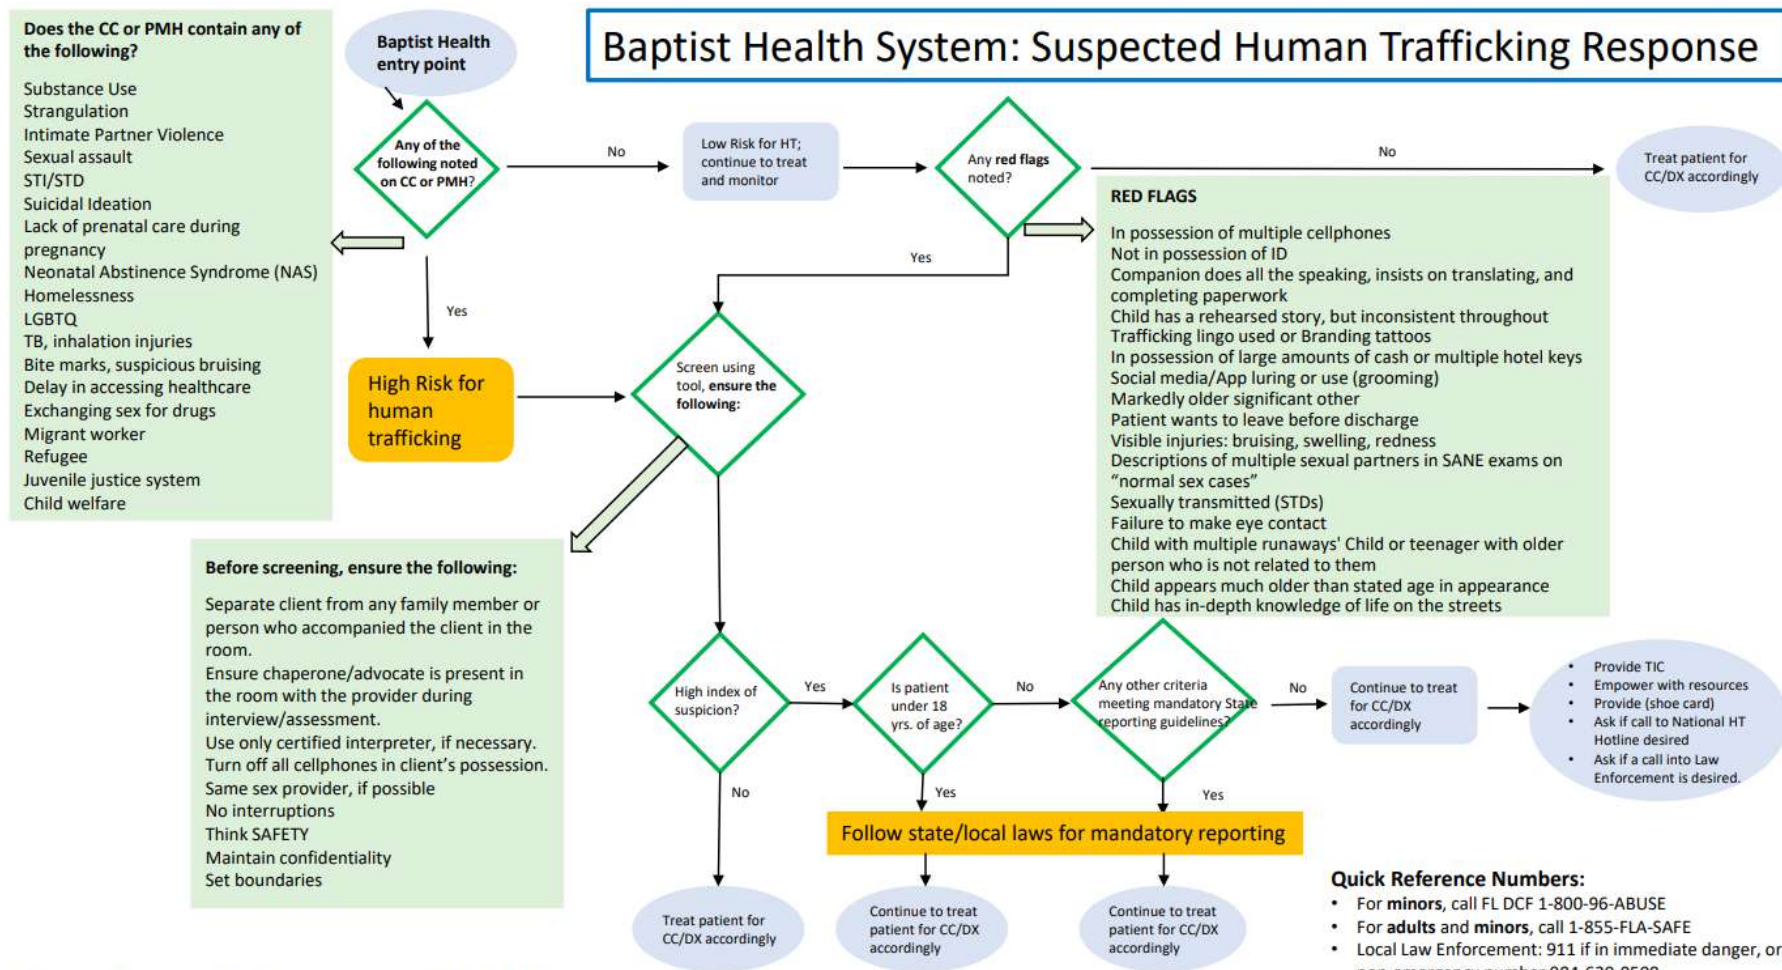 Baptist Health System: Suspected Human Trafficking Response
Does the CC or PMH contain any of
the following?
Substance Use
Strangulation
Intimate Partner Violence
Sexual assault
STI/STD
Suicidal Ideation
Lack of prenatal care during
pregnancy
Neonatal Abstinence Syndrome (NAS)
Homelessness
LGBTQ
TB, inhalation injuries
Bite marks, suspicious bruising
Delay in accessing healthcare
Exchanging sex for drugs
Migrant worker
Refugee
Juvenile justice system
Child welfare
Baptist Health
entry point
Any of the
following noted
on CC or PMH?
No
Low Risk for HT;
continue to treat
and monitor
Any red flags
noted?
No
Treat patient for
CC/DX accordingly
Yes
Yes
RED FLAGS
In possession of multiple cellphones
Not in possession of ID
Companion does all the speaking, insists on translating, and
completing paperwork
Child has a rehearsed story, but inconsistent throughout
Trafficking lingo used or Branding tattoos
In possession of large amounts of cash or multiple hotel keys
Social media/App luring or use (grooming)
Markedly older significant other
Patient wants to leave before discharge
Visible injuries: bruising, swelling, redness
Descriptions of multiple sexual partners in SANE exams on
“normal sex cases”
Sexually transmitted (STDs)
Failure to make eye contact
Child with multiple runaways' Child or teenager with older
person who is not related to them
Child appears much older than stated age in appearance
Child has in-depth knowledge of life on the streets
High Risk for
human
trafficking
Screen using
tool, ensure the
following:
Before screening, ensure the following:
Separate client from any family member or
person who accompanied the client in the
room.
Ensure chaperone/advocate is present in
the room with the provider during
interview/assessment.
Use only certified interpreter, if necessary.
Turn off all cellphones in client’s possession.
Same sex provider, if possible
No interruptions
Think SAFETY
Maintain confidentiality
Set boundaries
High index of
suspicion?
Yes
Is patient
under 18
yrs. of age?
No
Any other criteria
meeting mandatory State
reporting guidelines?
No
Continue to treat
for CC/DX
accordingly
• Provide TIC
• Empower with resources
• Provide (shoe card)
• Ask if call to National HT
Hotline desired
• Ask if a call into Law
Enforcement is desired.
No
Yes
Yes
Follow state/local laws for mandatory reporting
Treat patient for
CC/DX accordingly
Continue to treat
patient for CC/DX
accordingly
Continue to treat
patient for CC/DX
accordingly
Quick Reference Numbers:
• For minors, call FL DCF 1-800-96-ABUSE
• For adults and minors, call 1-855-FLA-SAFE
• Local Law Enforcement: 911 if in immediate danger, or